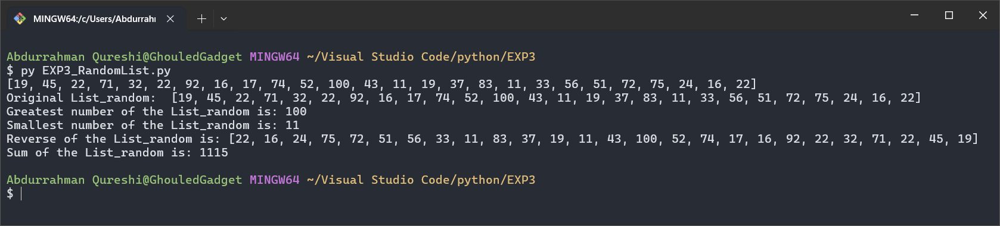 MINGW64:/c/Users/Abdurrahr
Abdurrahman Qureshi@GhouledGadget MINGW64 ~/Visual Studio Code/python/EXP3
$ py EXP3_RandomList.py
[19, 45, 22, 71, 32, 22, 92, 16, 17, 74, 52, 100, 43, 11, 19, 37, 83, 11, 33, 56, 51, 72, 75, 24, 16, 22]
Original List_random:  [19, 45, 22, 71, 32, 22, 92, 16, 17, 74, 52, 100, 43, 11, 19, 37, 83, 11, 33, 56, 51, 72, 75, 24, 16, 22]
Greatest number of the List_random is: 100
Smallest number of the List_random is: 11
Reverse of the List_random is: [22, 16, 24, 75, 72, 51, 56, 33, 11, 83, 37, 19, 11, 43, 100, 52, 74, 17, 16, 92, 22, 32, 71, 22, 45, 19]
Sum of the List_random is: 1115
Abdurrahman Qureshi@GhouledGadget MINGW64 ~/Visual Studio Code/python/EXP3
$